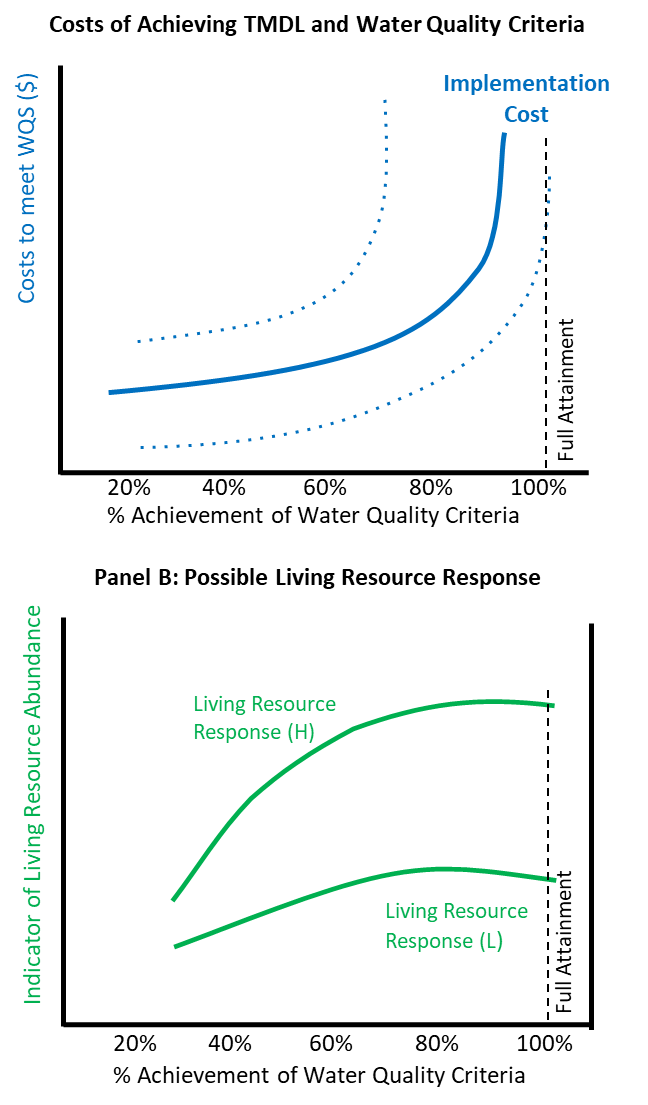 Costs of Achieving TMDL and Water Quality Criteria
Costs to meet WQS ($)
Implementation
Cost
Full Attainment
20% 40% 60% 80% 100%
% Achievement of Water Quality Criteria
Panel B: Possible Living Resource Response
Indicator of Living Resource Abundance
Living Resource
Response (H)
Living Resource
Response (L)
Full Attainment
20% 40% 60% 80% 100%
% Achievement of Water Quality Criteria